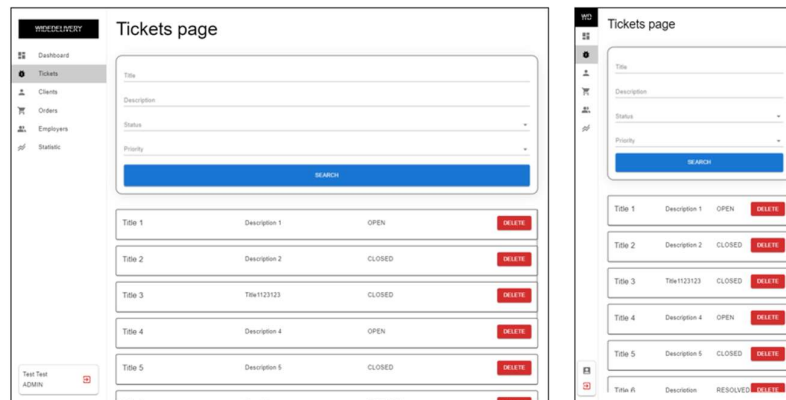 WIDEDELIVERY
Dashboard
Tickets
Clients
Orders
Employers
Statistic
Test Test
ADMIN
Tickets page
Title
Description
Status
Priority
SEARCH
Title 1 Description 1 OPEN DELETE
Title 2 Description 2 CLOSED DELETE
Title 3 Title1123123 CLOSED DELETE
Title 4 Description 4 OPEN DELETE
Title 5 Description 5 CLOSED DELETE
WD
Tickets page
Title
Description
Status
Priority
SEARCH
Title 1 Description 1 OPEN DELETE
Title 2 Description 2 CLOSED DELETE
Title 3 Title1123123 CLOSED DELETE
Title 4 Description 4 OPEN DELETE
Title 5 Description 5 CLOSED DELETE
Title 6 Description RESOLVED DELETE